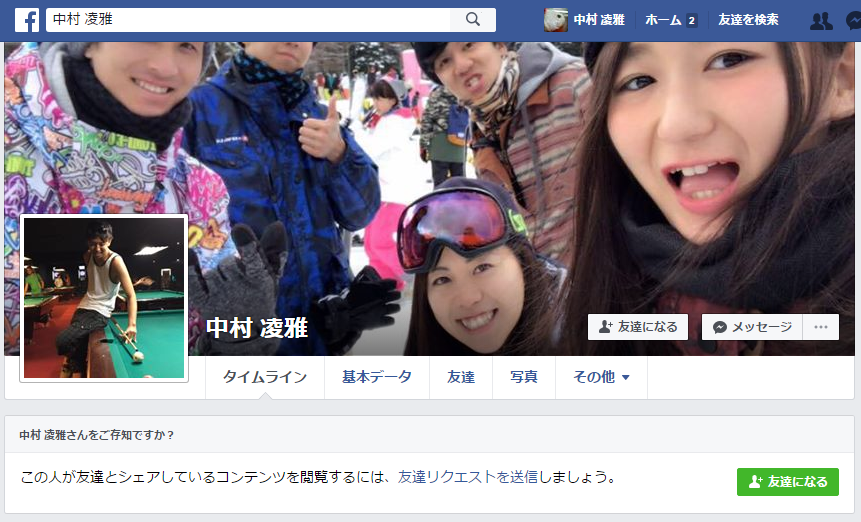 中村 凌雅
中村 凌雅 ホーム 2 友達を検索
中村 凌雅
友達になる メッセージ
タイムライン 基本データ 友達 写真 その他
中村 凌雅さんをご存知ですか？
この人が友達とシェアしているコンテンツを閲覧するには、友達リクエストを送信しましょう。
友達になる